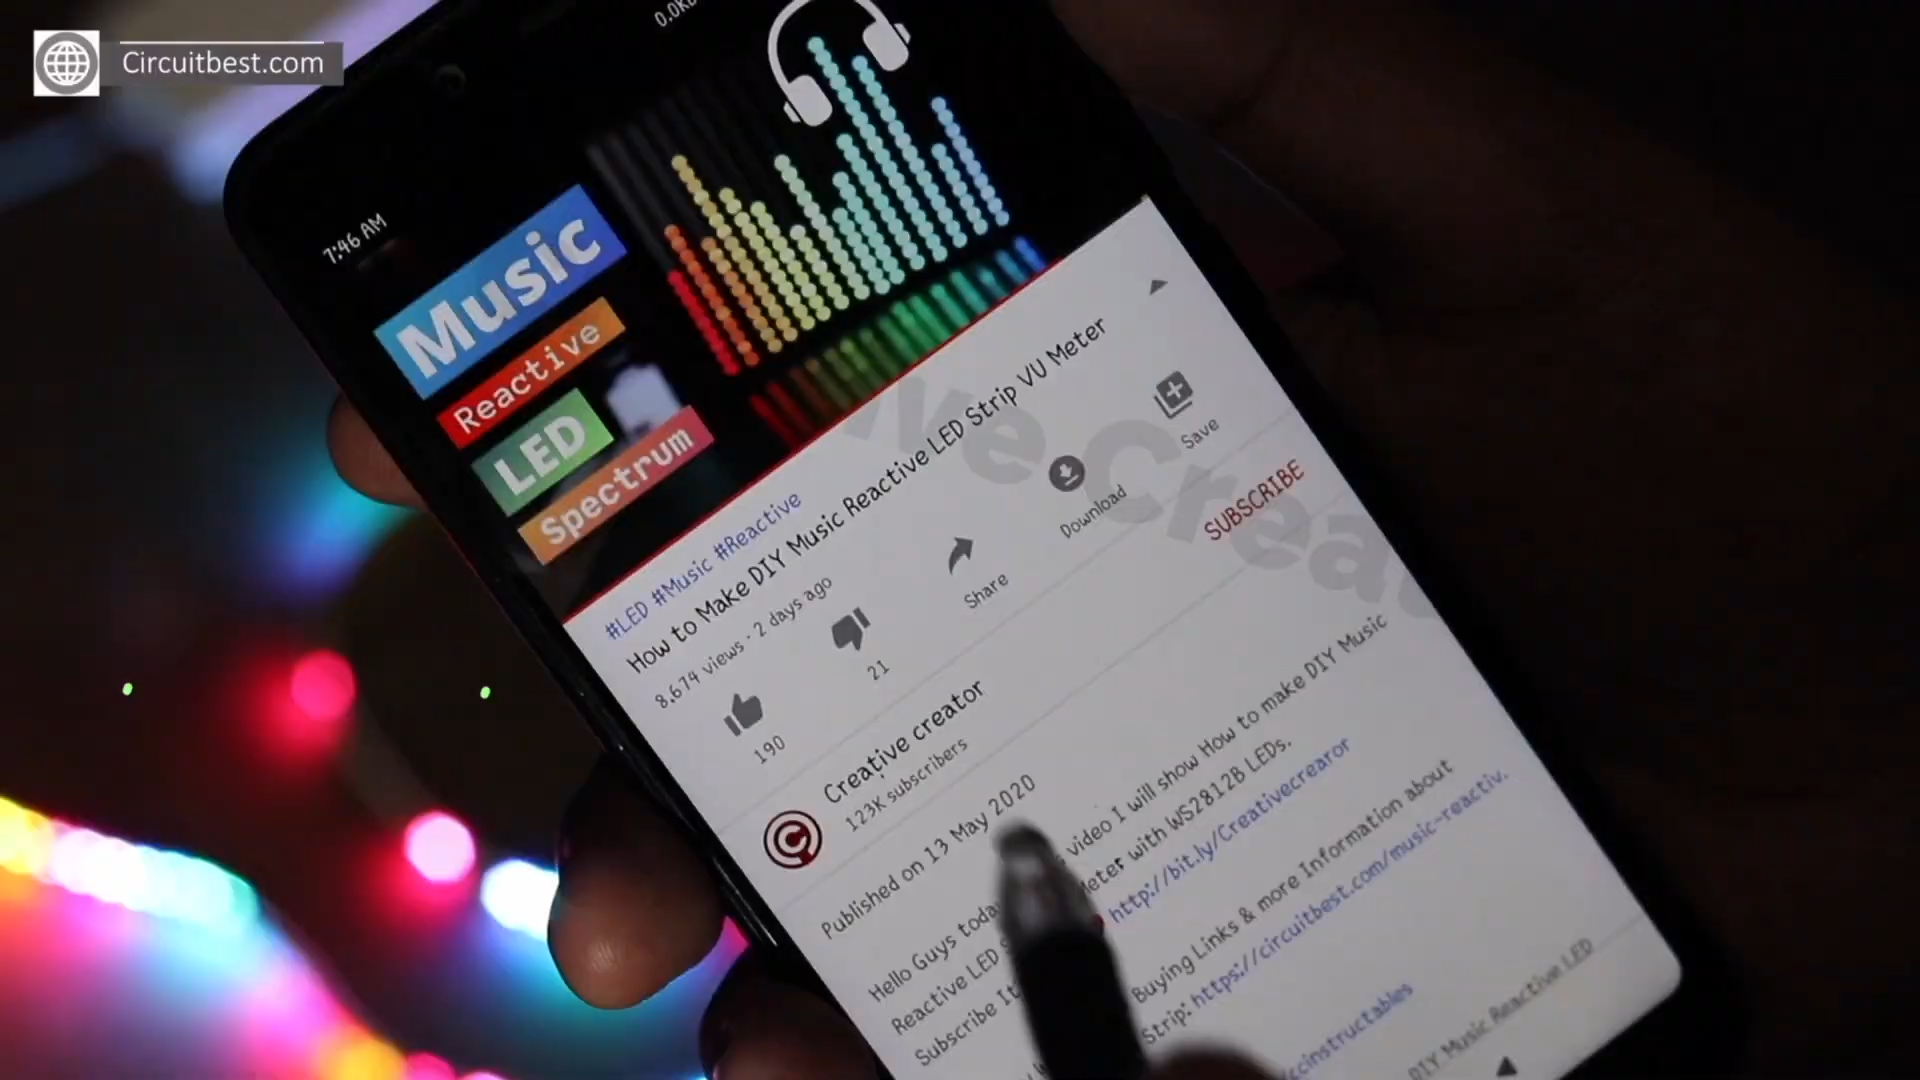 Circuitbest.com
7:46 AM
Music
Reactive
LED
Spectrum
#LED #Music #Reactive
How to Make DIY Music Reactive LED Strip VU Meter
8,674 views · 2 days ago
190
21
Share
Download
Save
Creative creator
123K subscribers
SUBSCRIBE
Published on 13 May 2020
Hello Guys video I will show How to make DIY Music
Reactive LED with WS2812B LEDs.
Subscribe http://bit.ly/Creativecrearor
Buying Links & more Information about
Strip: https://circuitbest.com/music-reactiv.
DIY Music Reactive LED